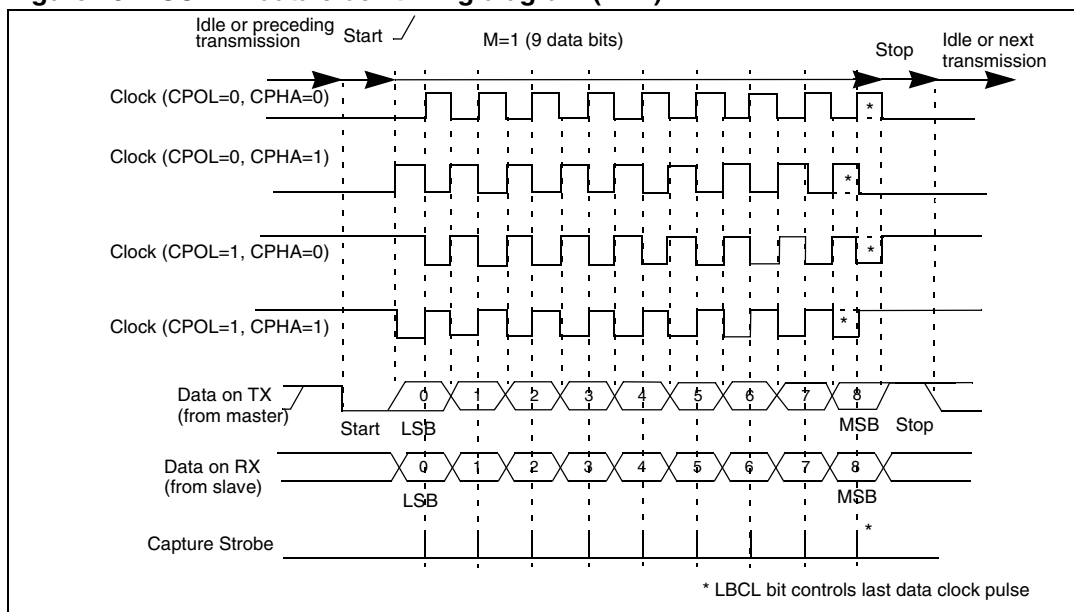 Idle or preceding
transmission
Start
M=1 (9 data bits)
Stop
Idle or next
transmission
Clock (CPOL=0, CPHA=0)
*
Clock (CPOL=0, CPHA=1)
*
Clock (CPOL=1, CPHA=0)
*
Clock (CPOL=1, CPHA=1)
*
Data on TX
(from master)
0 1 2 3 4 5 6 7 8
Start LSB MSB Stop
Data on RX
(from slave)
0 1 2 3 4 5 6 7 8
LSB MSB
Capture Strobe
*
* LBCL bit controls last data clock pulse